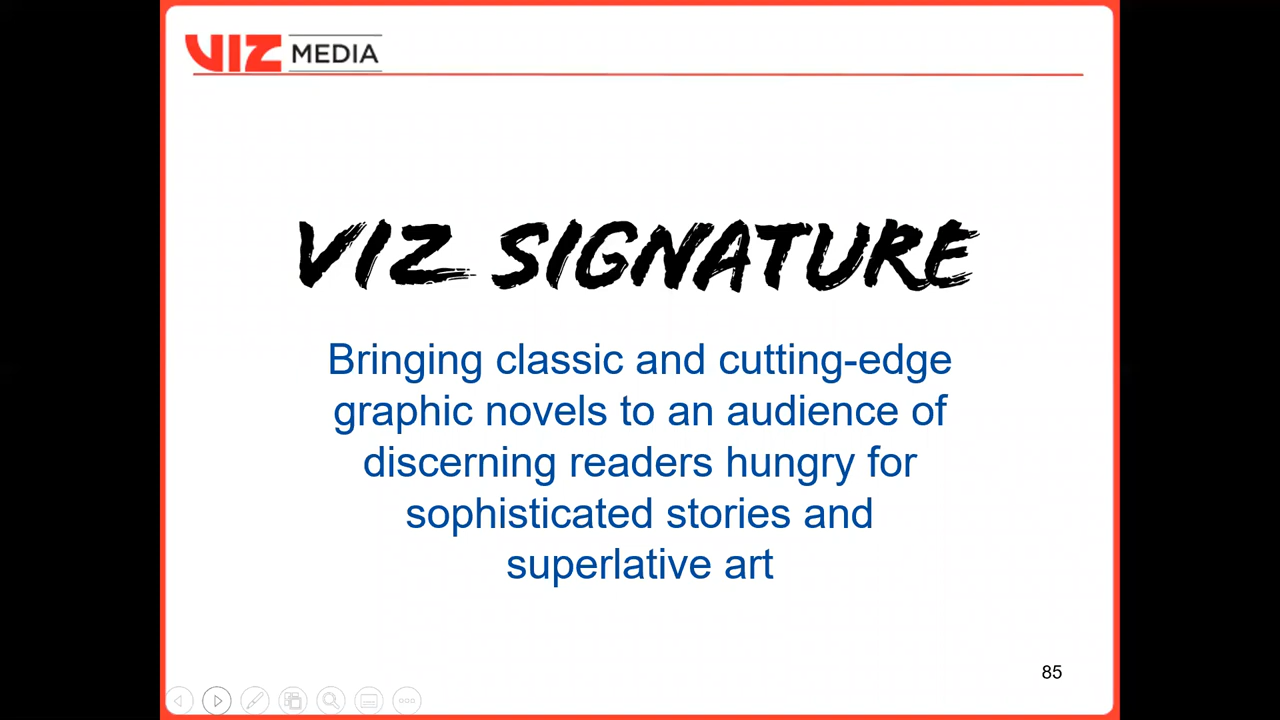 VIZ MEDIA
VIZ SIGNATURE
Bringing classic and cutting-edge
graphic novels to an audience of
discerning readers hungry for
sophisticated stories and
superlative art
85